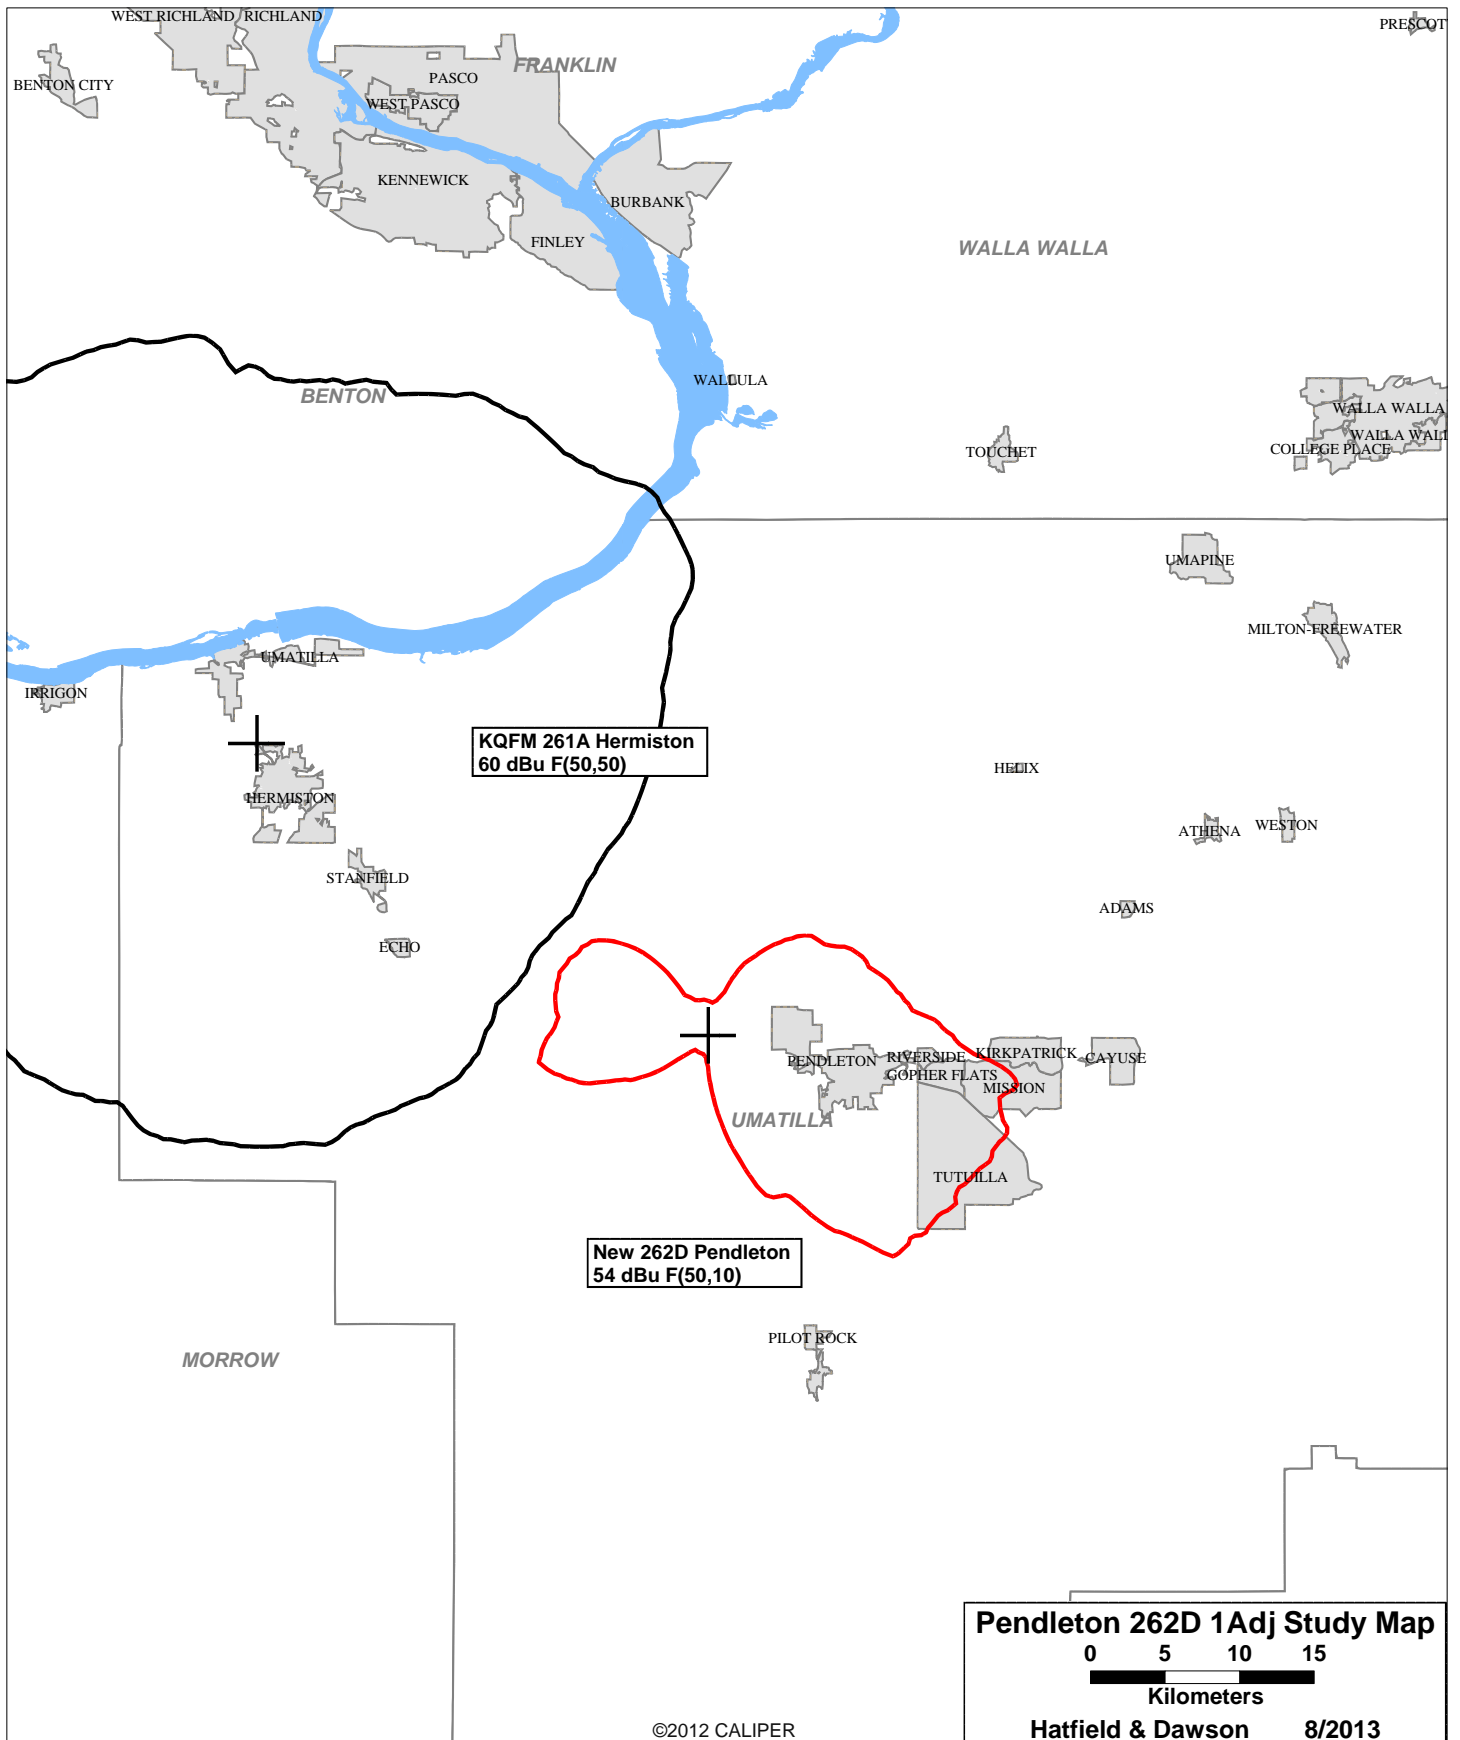 WEST RICHLAND
RICHLAND
PRESCOT
FRANKLIN
PASCO
BENTON CITY
WEST PASCO
KENNEWICK
BURBANK
FINLEY
WALLA WALLA
WALLULA
BENTON
WALLA WALLA
WALLA WALL
COLLEGE PLACE
TOUCHET
UMAPINE
MILTON-FREEWATER
UMATILLA
IRRIGON
KQFM 261A Hermiston
60 dBu F(50,50)
HELIX
HERMISTON
ATHENA
WESTON
STANFIELD
ADAMS
ECHO
PENDLETON
RIVERSIDE
KIRKPATRICK
CAYUSE
GOPHER FLATS
MISSION
UMATILLA
TUTUILLA
New 262D Pendleton
54 dBu F(50,10)
PILOT ROCK
MORROW
Pendleton 262D 1Adj Study Map
0 5 10 15
Kilometers
Hatfield & Dawson 8/2013
©2012 CALIPER